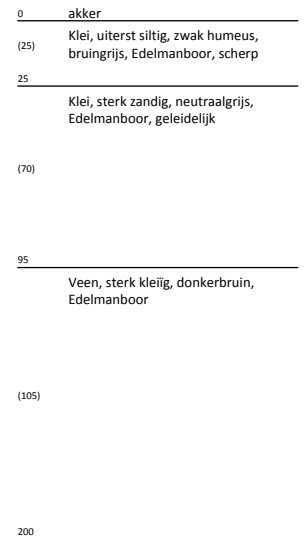 0 akker
Klei, uiterst siltig, zwak humeus,
(25)
bruingrijs, Edelmanboor, scherp
25
Klei, sterk zandig, neutraalgrijs,
Edelmanboor, geleidelijk
(70)
95
Veen, sterk kleiïg, donkerbruin,
Edelmanboor
(105)
200